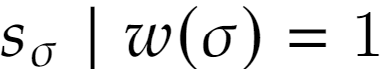 s_σ | w(σ) = 1